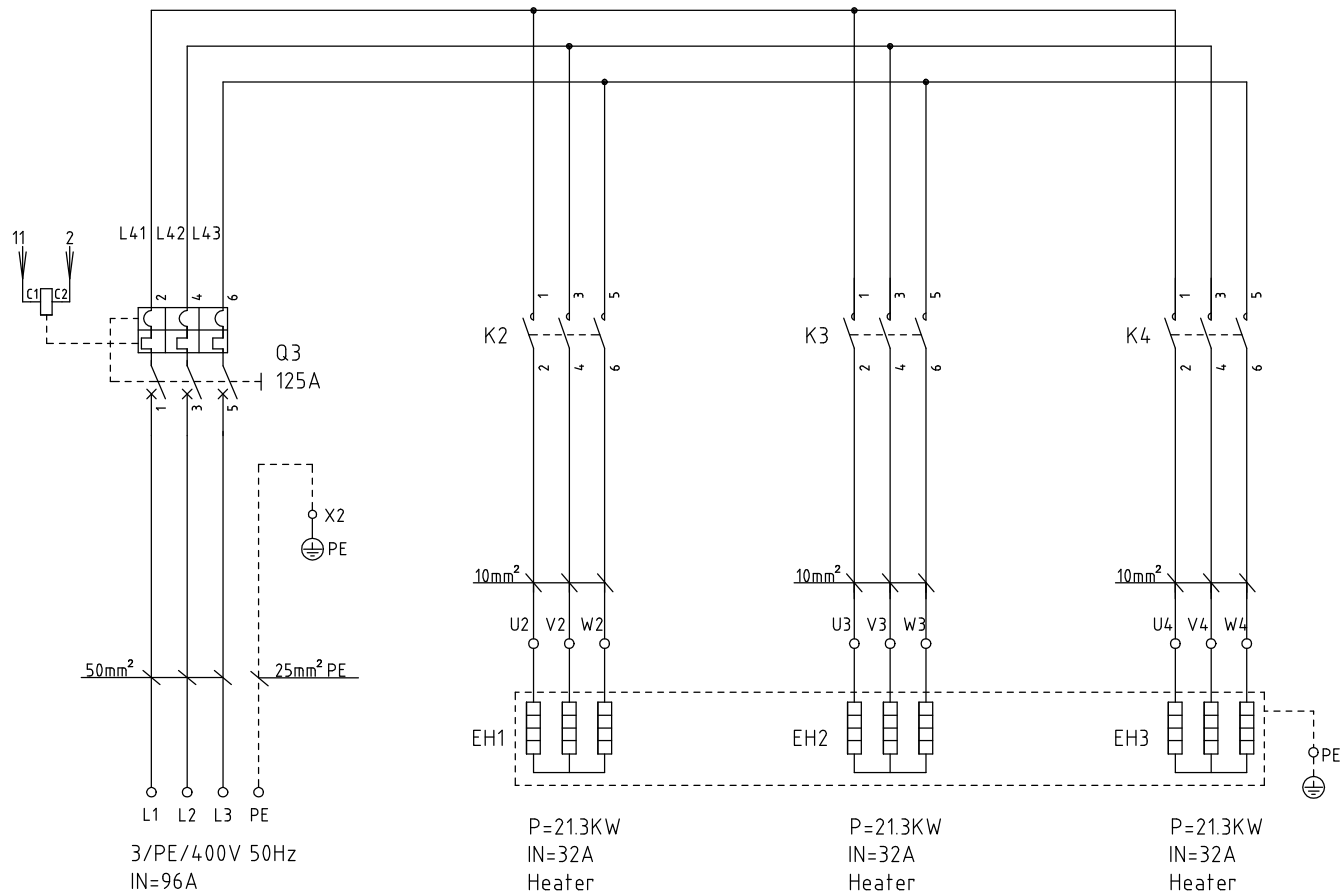 L41 L42 L43
11 2
C1 C2
2 4 6
Q3
125A
1 3 5
K2
1 3 5
2 4 6
K3
1 3 5
2 4 6
K4
1 3 5
2 4 6
X2
PE
10mm²
10mm²
10mm²
U2 V2 W2
U3 V3 W3
U4 V4 W4
50mm²
25mm² PE
EH1
EH2
EH3
PE
L1 L2 L3 PE
3/PE/400V 50Hz
IN=96A
P=21.3KW
IN=32A
Heater
P=21.3KW
IN=32A
Heater
P=21.3KW
IN=32A
Heater